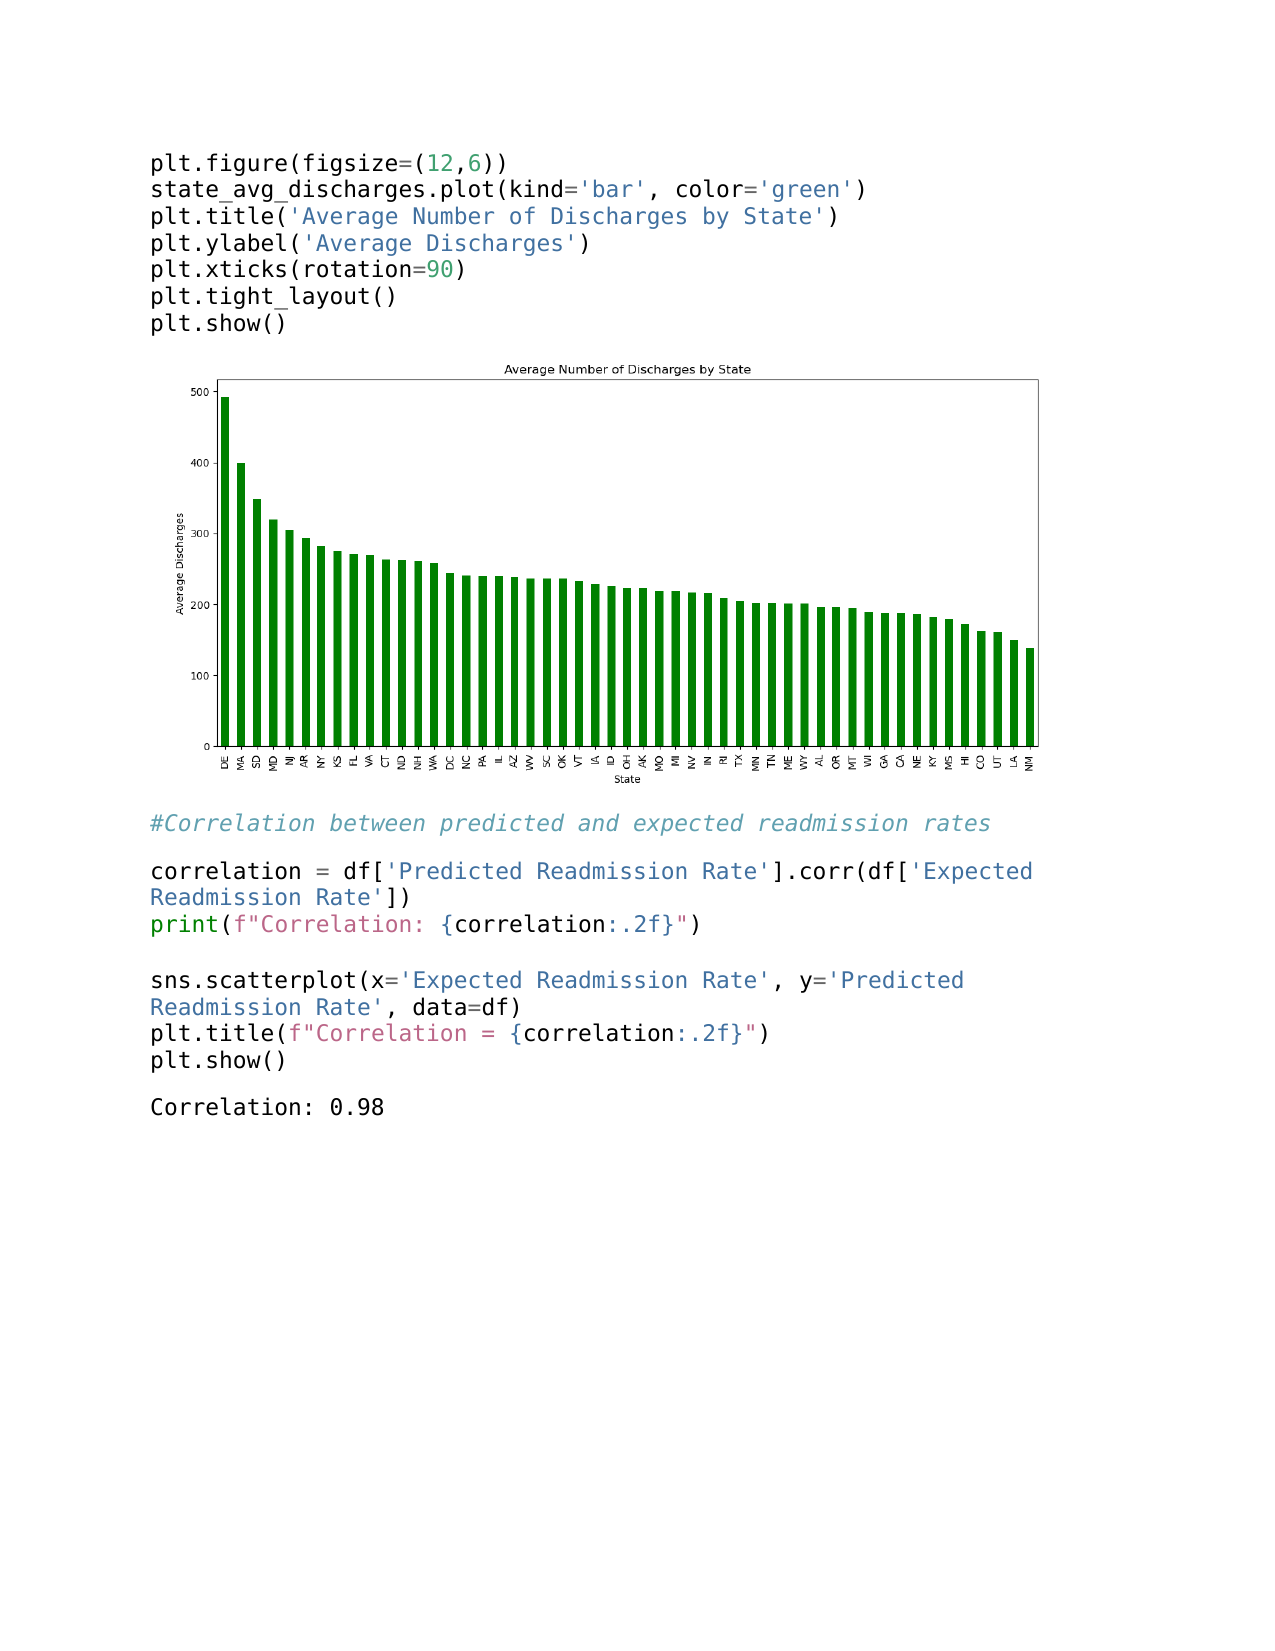 plt.figure(figsize=(12,6))
state_avg_discharges.plot(kind='bar', color='green')
plt.title('Average Number of Discharges by State')
plt.ylabel('Average Discharges')
plt.xticks(rotation=90)
plt.tight_layout()
plt.show()
Average Number of Discharges by State
500
400
300
200
100
0
Average Discharges
DE MA SD MD NJ AR NY KS FL VA CT ND NH WA DC NC PA IL AZ WV SC OK VT IA ID OH AK MO MI NV IN RI TX MN TN ME WY AL OR MT WI GA CA NE KY MS HI CO UT LA NM
State
#Correlation between predicted and expected readmission rates
correlation = df['Predicted Readmission Rate'].corr(df['Expected
Readmission Rate'])
print(f"Correlation: {correlation:.2f}")
sns.scatterplot(x='Expected Readmission Rate', y='Predicted
Readmission Rate', data=df)
plt.title(f"Correlation = {correlation:.2f}")
plt.show()
Correlation: 0.98